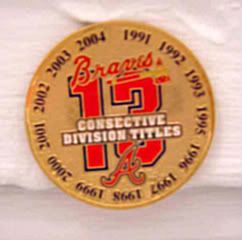 1991 1992 1993 1995 1996 1997 1998 1999 2000 2001 2002 2003 2004
Braves
13
CONSECTIVE
DIVISION TITLES
A